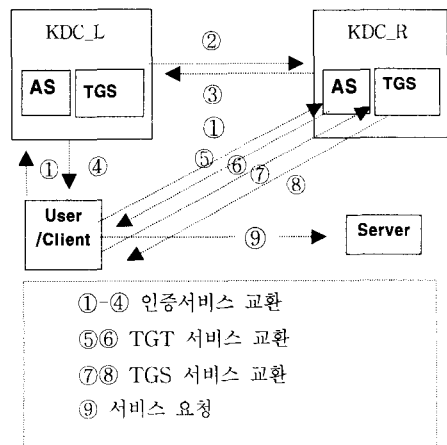 KDC_L
②
KDC_R
AS
TGS
③
AS
TGS
①
①
④
⑤
⑥
⑦
⑧
User
/Client
⑨
Server
①-④ 인증서비스 교환
⑤⑥ TGT 서비스 교환
⑦⑧ TGS 서비스 교환
⑨ 서비스 요청